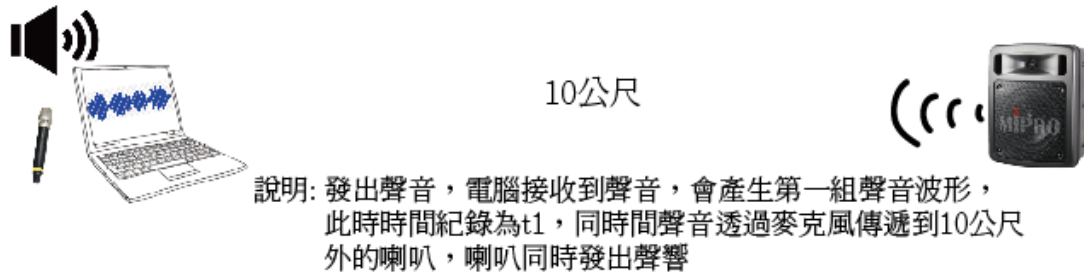 10公尺
MIPRO
說明: 發出聲音，電腦接收到聲音，會產生第一組聲音波形，
此時時間紀錄為t1，同時間聲音透過麥克風傳遞到10公尺
外的喇叭，喇叭同時發出聲響